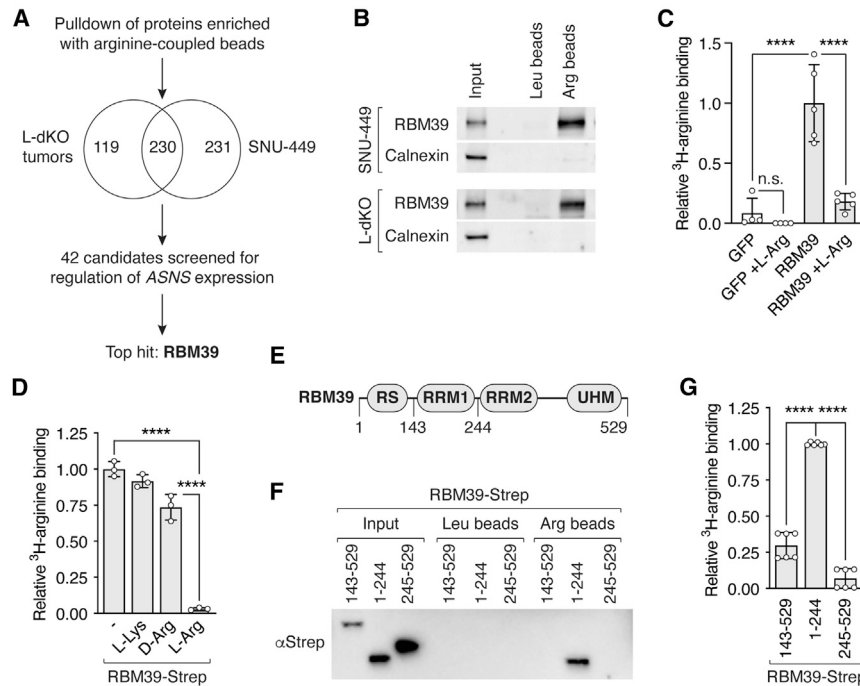 A
Pulldown of proteins enriched
with arginine-coupled beads
L-dKO
tumors
119
230
231
SNU-449
42 candidates screened for
regulation of ASNS expression
Top hit: RBM39
B
Input
Leu beads
Arg beads
SNU-449
RBM39
Calnexin
L-dKO
RBM39
Calnexin
C
Relative ³H-arginine binding
1.5
1.0
0.5
0.0
****
****
n.s.
GFP
GFP +L-Arg
RBM39
RBM39 +L-Arg
D
Relative ³H-arginine binding
1.25
1.00
0.75
0.50
0.25
0.00
****
****
-
L-Lys
D-Arg
L-Arg
RBM39-Strep
E
RBM39
RS
RRM1
RRM2
UHM
1
143
244
529
F
RBM39-Strep
Input
Leu beads
Arg beads
143-529
1-244
245-529
143-529
1-244
245-529
143-529
1-244
245-529
αStrep
G
Relative ³H-arginine binding
1.25
1.00
0.75
0.50
0.25
0.00
**** ****
143-529
1-244
245-529
RBM39-Strep